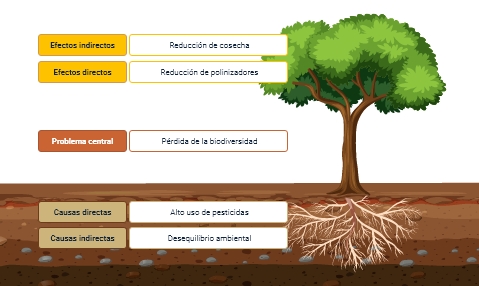 Efectos indirectos Reducción de cosecha
Efectos directos Reducción de polinizadores
Problema central Pérdida de la biodiversidad
Causas directas Alto uso de pesticidas
Causas indirectas Desequilibrio ambiental